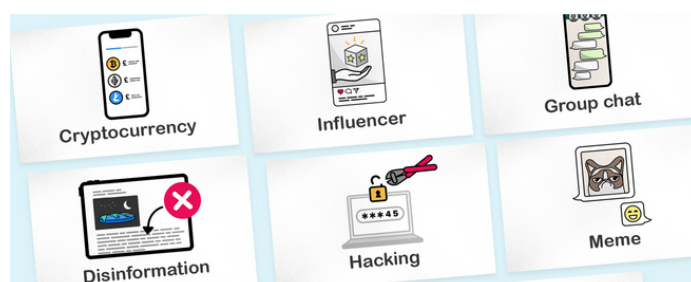 Cryptocurrency
Influencer
Group chat
***45
Disinformation
Hacking
Meme